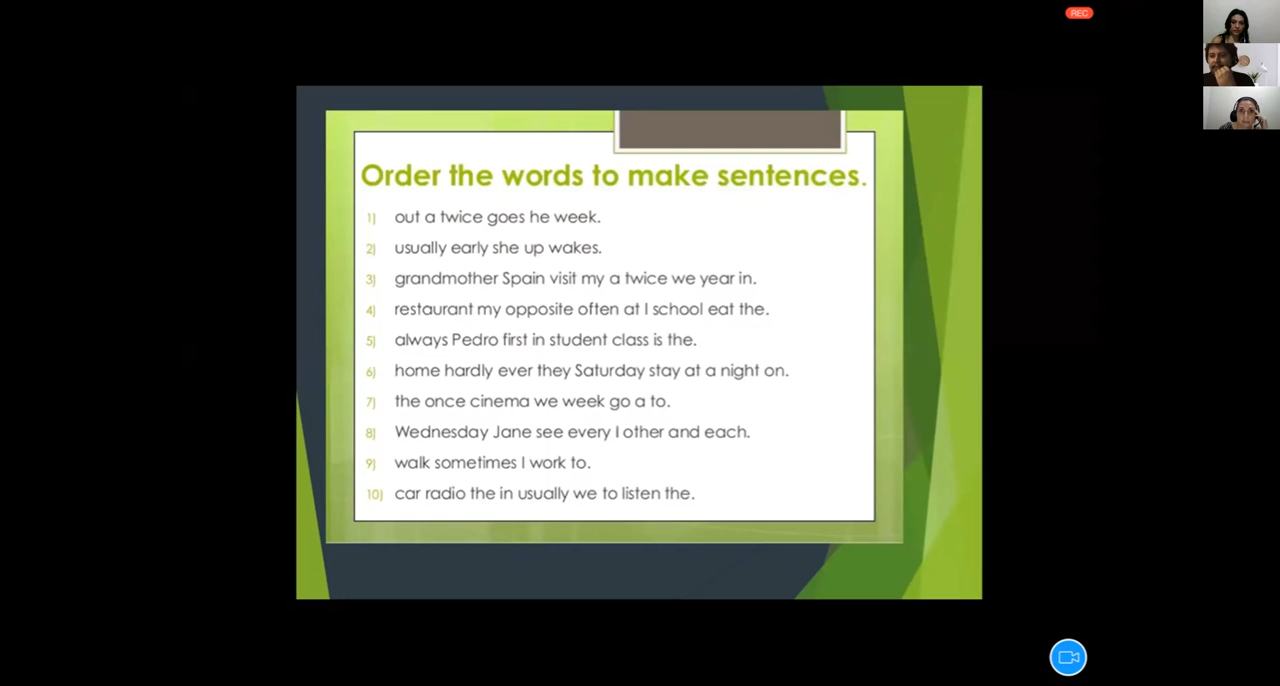 REC
Order the words to make sentences.
1) out a twice goes he week.
2) usually early she up wakes.
3) grandmother Spain visit my a twice we year in.
4) restaurant my opposite often at I school eat the.
5) always Pedro first in student class is the.
6) home hardly ever they Saturday stay at a night on.
7) the once cinema we week go a to.
8) Wednesday Jane see every I other and each.
9) walk sometimes I work to.
10) car radio the in usually we to listen the.